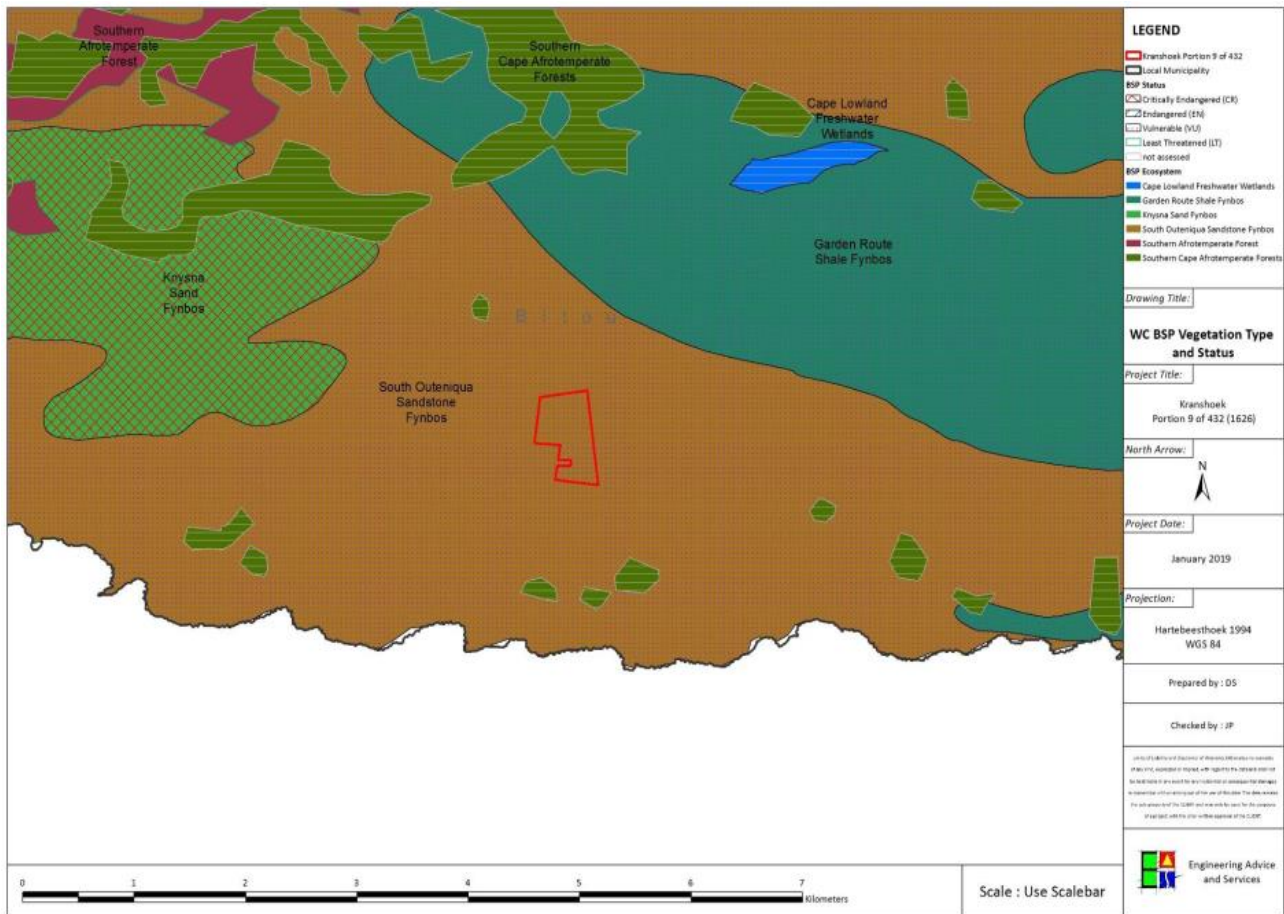 Southern
Afrotemperate
Forest
Southern
Cape Afrotemperate
Forests
Cape Lowland
Freshwater
Wetlands
Garden Route
Shale Fynbos
Knysna
Sand
Fynbos
Bitou
South Outeniqua
Sandstone
Fynbos
0 1 2 3 4 5 6 7
Kilometers
Scale : Use Scalebar
LEGEND
Kranshoek Portion 9 of 432
Local Municipality
BSP Status
Critically Endangered (CR)
Endangered (EN)
Vulnerable (VU)
Least Threatened (LT)
not assessed
BSP Ecosystem
Cape Lowland Freshwater Wetlands
Garden Route Shale Fynbos
Knysna Sand Fynbos
South Outeniqua Sandstone Fynbos
Southern Afrotemperate Forest
Southern Cape Afrotemperate Forests
Drawing Title:
WC BSP Vegetation Type
and Status
Project Title:
Kranshoek
Portion 9 of 432 (1626)
North Arrow:
N
Project Date:
January 2019
Projection:
Hartebeesthoek 1994
WGS 84
Prepared by : DS
Checked by : JP
Engineering Advice
and Services